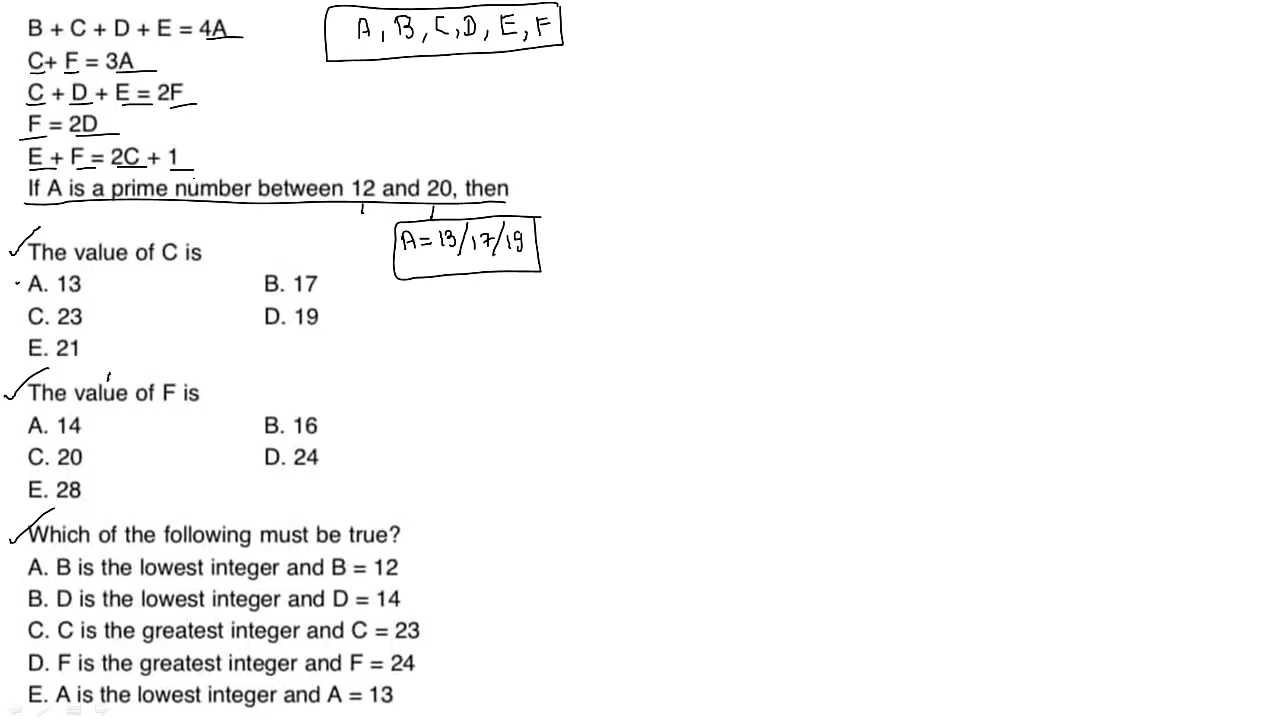 B + C + D + E = 4A
A, B, C, D, E, F
C+ F = 3A
C + D + E = 2F
F = 2D
E + F = 2C + 1
If A is a prime number between 12 and 20, then
A = 13/17/19
The value of C is
A. 13 B. 17
C. 23 D. 19
E. 21
The value of F is
A. 14 B. 16
C. 20 D. 24
E. 28
Which of the following must be true?
A. B is the lowest integer and B = 12
B. D is the lowest integer and D = 14
C. C is the greatest integer and C = 23
D. F is the greatest integer and F = 24
E. A is the lowest integer and A = 13